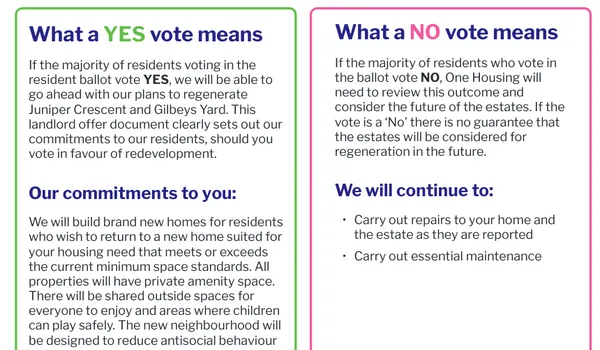 What a YES vote means
If the majority of residents voting in the
resident ballot vote YES, we will be able to
go ahead with our plans to regenerate
Juniper Crescent and Gilbeys Yard. This
landlord offer document clearly sets out our
commitments to our residents, should you
vote in favour of redevelopment.
Our commitments to you:
We will build brand new homes for residents
who wish to return to a new home suited for
your housing need that meets or exceeds
the current minimum space standards. All
properties will have private amenity space.
There will be shared outside spaces for
everyone to enjoy and areas where children
can play safely. The new neighbourhood will
be designed to reduce antisocial behaviour
What a NO vote means
If the majority of residents who vote in
the ballot vote NO, One Housing will
need to review this outcome and
consider the future of the estates. If the
vote is a ‘No’ there is no guarantee that
the estates will be considered for
regeneration in the future.
We will continue to:
• Carry out repairs to your home and
the estate as they are reported
• Carry out essential maintenance